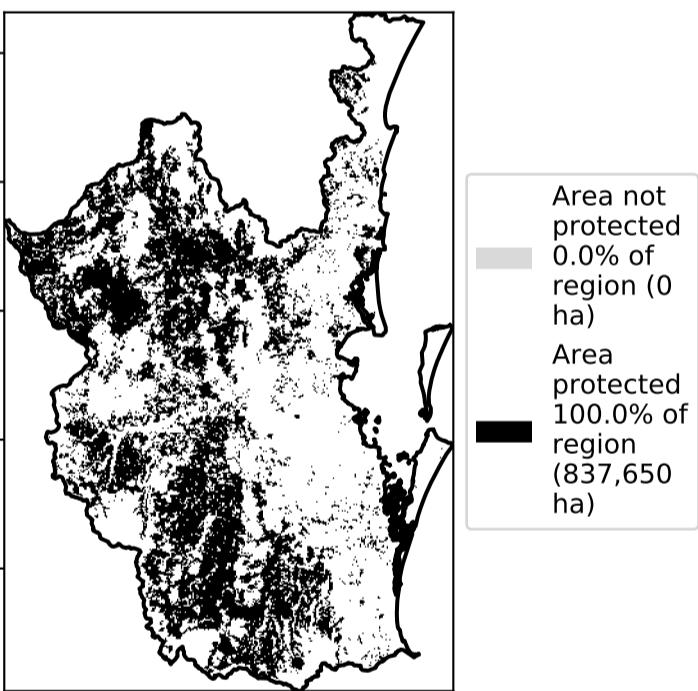 Area not
protected
0.0% of
region (0
ha)
Area
protected
100.0% of
region
(837,650
ha)